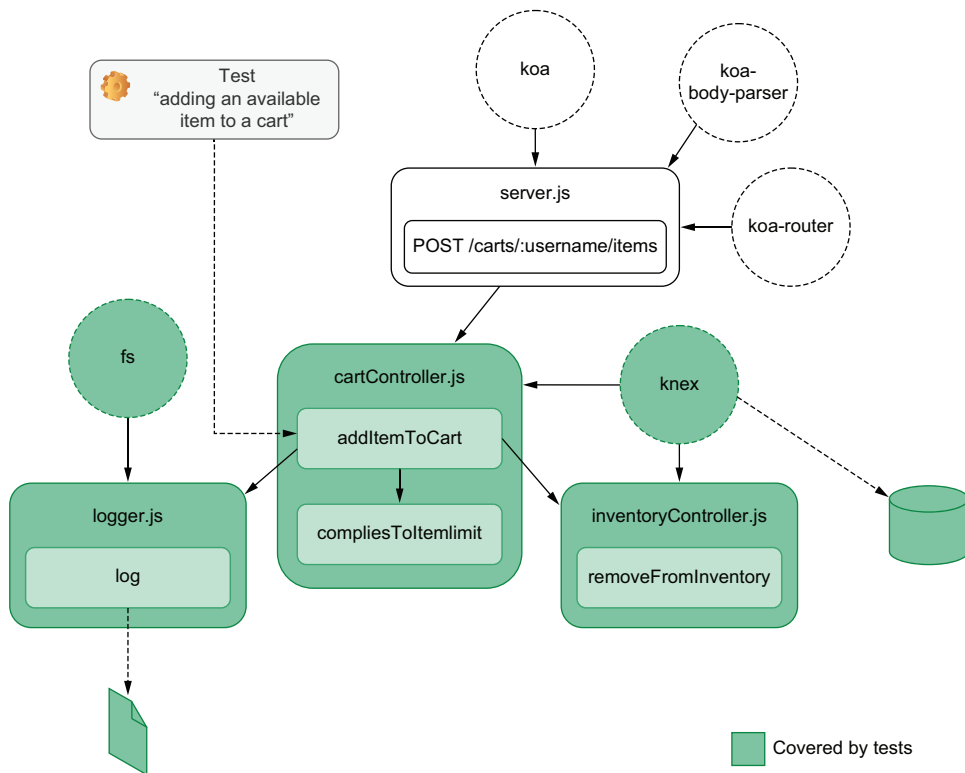 Test
“adding an available
item to a cart”
koa
koa-
body-parser
server.js
POST /carts/:username/items
koa-router
fs
cartController.js
knex
addItemToCart
logger.js
compliesToItemlimit
inventoryController.js
log
removeFromInventory
Covered by tests